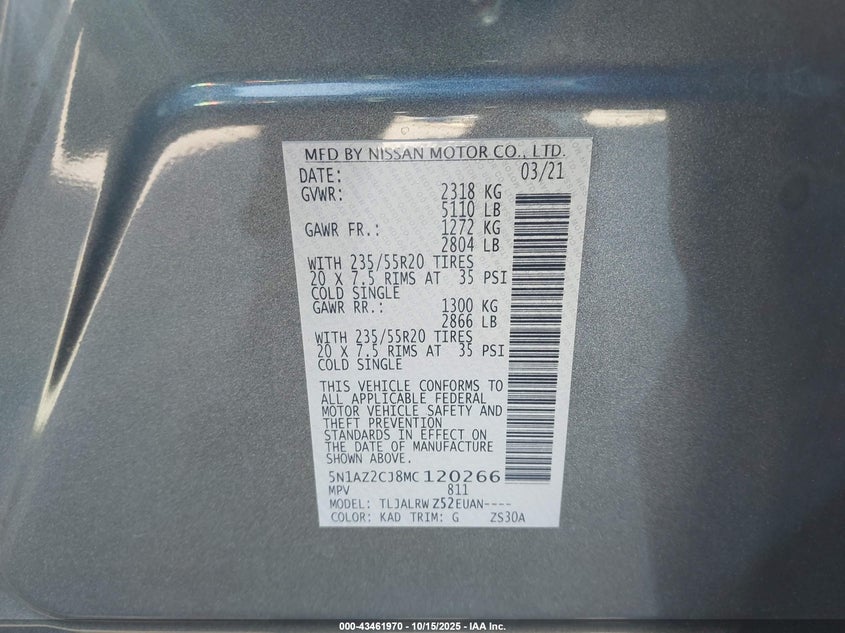 MFD BY NISSAN MOTOR CO., LTD.
DATE: 03/21
GVWR: 2318 KG
5110 LB
GAWR FR.: 1272 KG
2804 LB
WITH 235/55R20 TIRES
20 X 7.5 RIMS AT 35 PSI
COLD SINGLE
GAWR RR.: 1300 KG
2866 LB
WITH 235/55R20 TIRES
20 X 7.5 RIMS AT 35 PSI
COLD SINGLE
THIS VEHICLE CONFORMS TO
ALL APPLICABLE FEDERAL
MOTOR VEHICLE SAFETY AND
THEFT PREVENTION
STANDARDS IN EFFECT ON
THE DATE OF MANUFACTURE
SHOWN ABOVE.
5N1AZ2CJ8MC120266
MPV 811
MODEL: TLJALRW Z52EUAN----
COLOR: KAD TRIM: G ZS30A
000-43461970 - 10/15/2025 - IAA Inc.